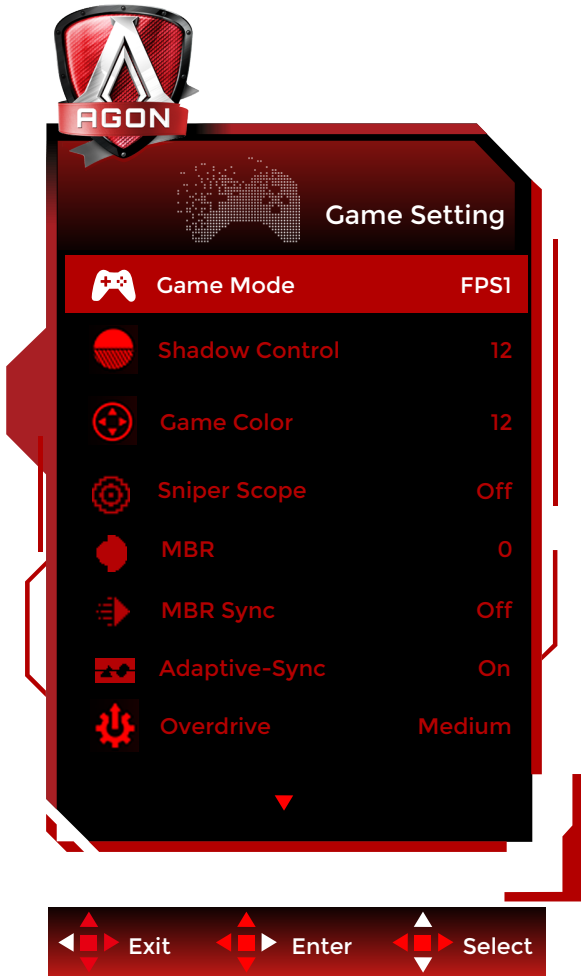 AGON
Game Setting
Game Mode FPS1
Shadow Control 12
Game Color 12
Sniper Scope Off
MBR 0
MBR Sync Off
Adaptive-Sync On
Overdrive Medium
Exit Enter Select